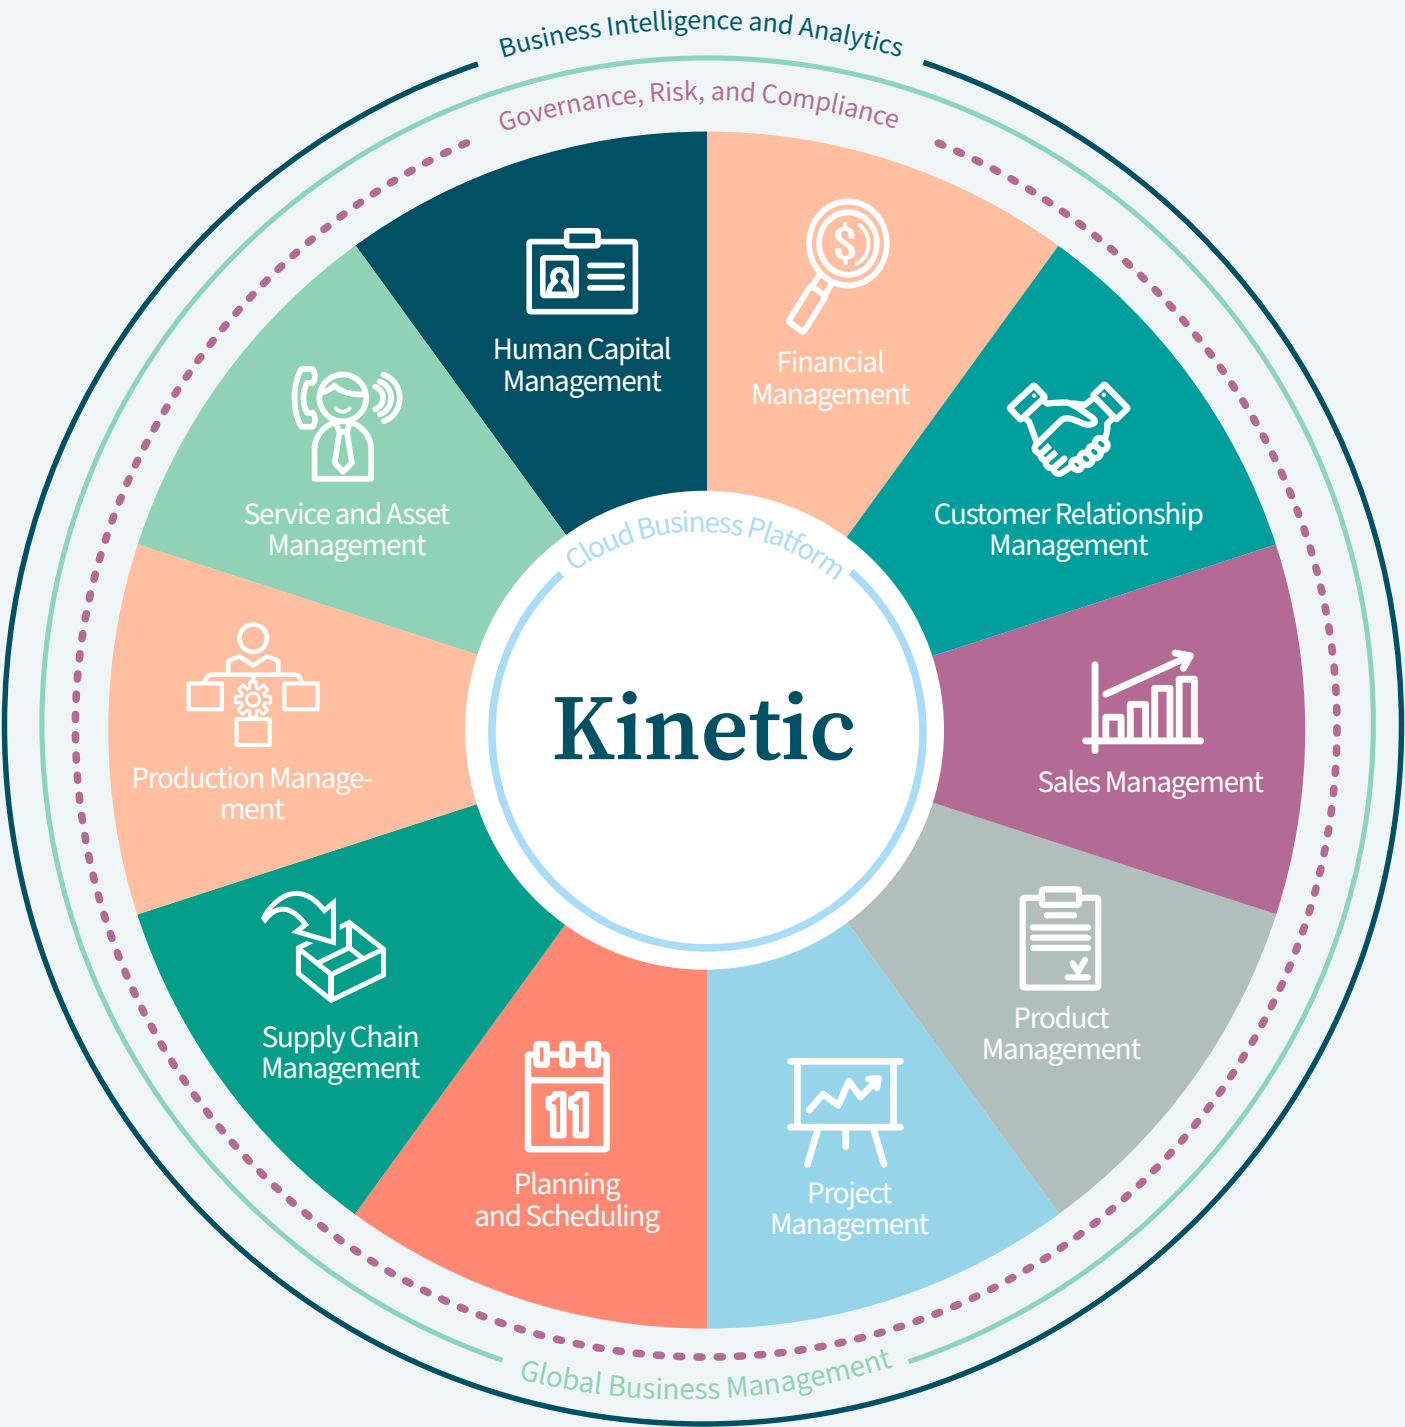 Business Intelligence and Analytics
Governance, Risk, and Compliance
Human Capital
Management
Financial
Management
$
Customer Relationship
Management
Service and Asset
Management
Cloud Business Platform
Kinetic
Sales Management
Production Manage-
ment
Product
Management
Supply Chain
Management
11
Planning
and Scheduling
Project
Management
Global Business Management